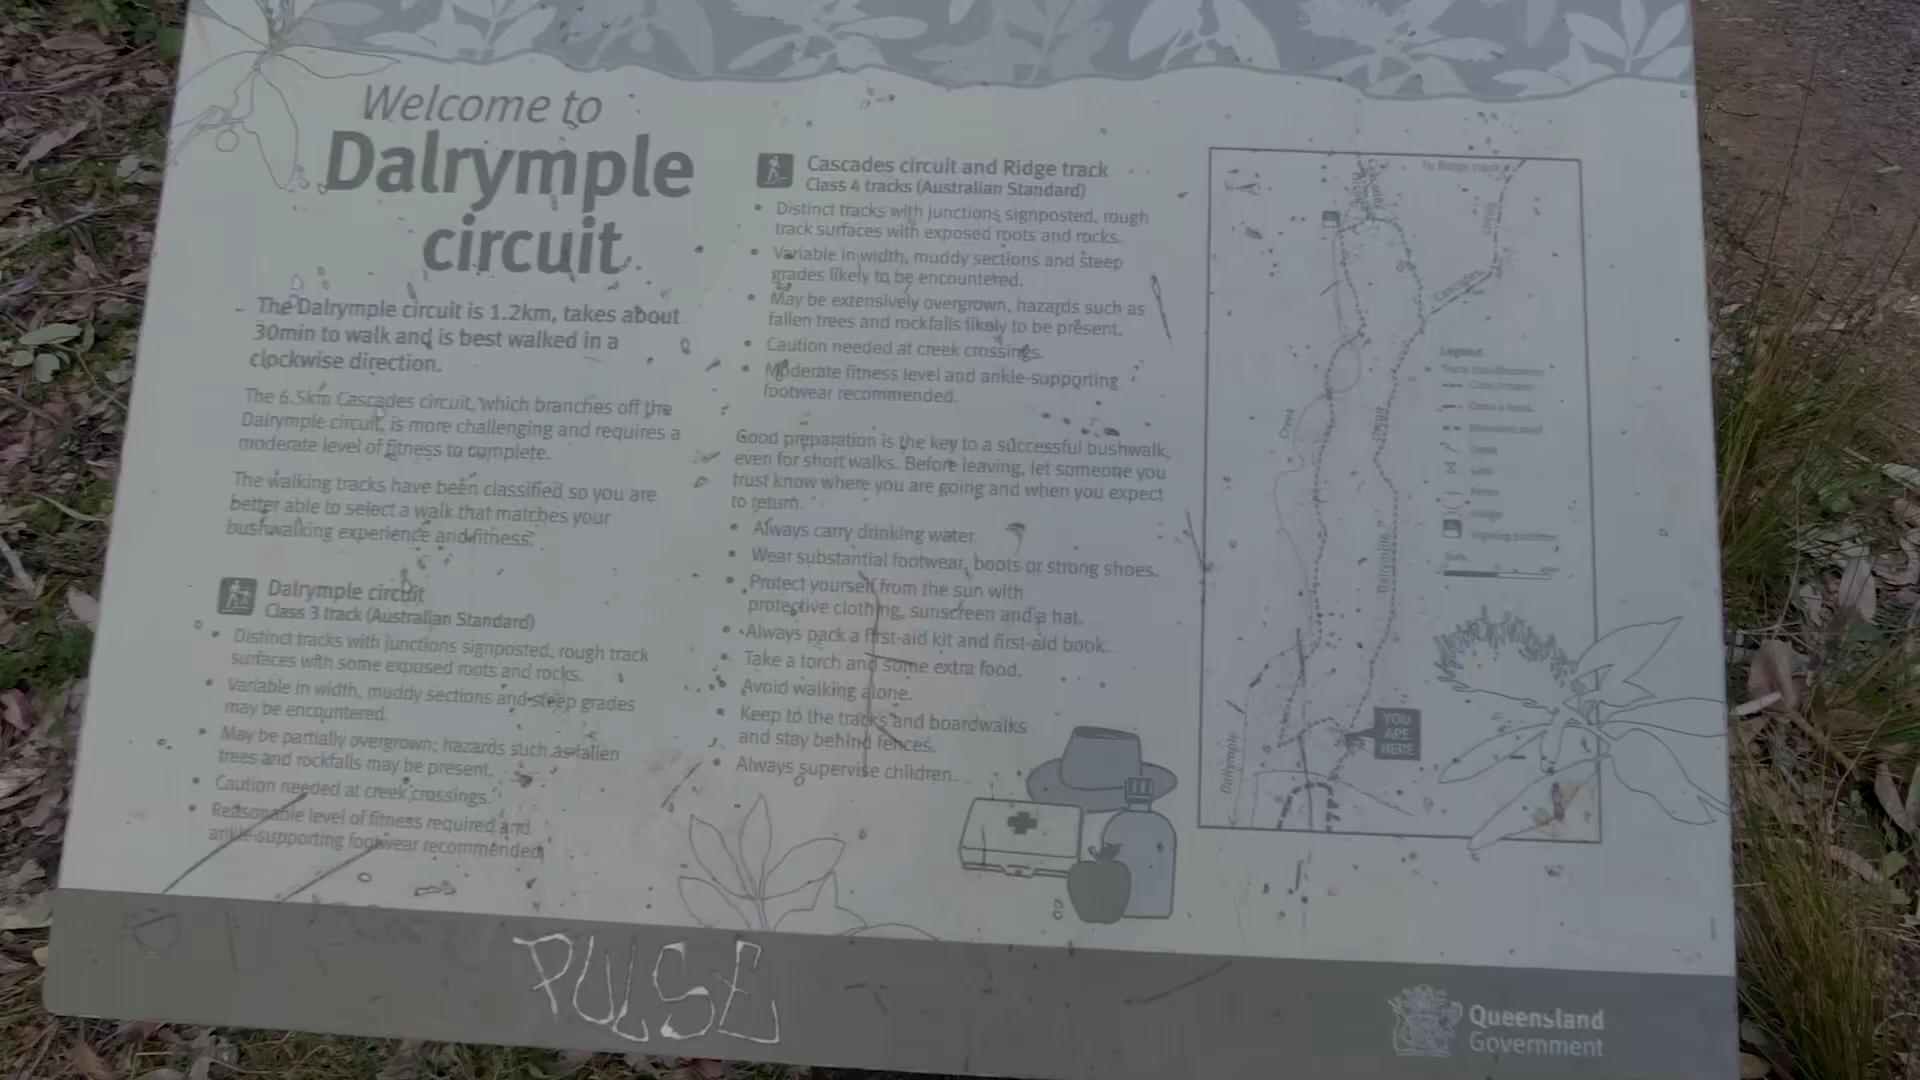 Welcome to
Dalrymple
circuit
The Dalrymple circuit is 1.2km, takes about
30min to walk and is best walked in a
clockwise direction.
The 6.5km Cascades circuit, which branches off the
Dalrymple circuit, is more challenging and requires a
moderate level of fitness to complete.
The walking tracks have been classified so you are
better able to select a walk that matches your
bushwalking experience and fitness.
Dalrymple circuit
Class 3 track (Australian Standard)
• Distinct tracks with junctions signposted, rough track
surfaces with some exposed roots and rocks.
• Variable in width, muddy sections and steep grades
may be encountered.
• May be partially overgrown; hazards such as fallen
trees and rockfalls may be present.
• Caution needed at creek crossings.
• Reasonable level of fitness required and
ankle-supporting footwear recommended.
Cascades circuit and Ridge track
Class 4 tracks (Australian Standard)
• Distinct tracks with junctions signposted, rough
track surfaces with exposed roots and rocks.
• Variable in width, muddy sections and steep
grades likely to be encountered.
• May be extensively overgrown, hazards such as
fallen trees and rockfalls likely to be present.
• Caution needed at creek crossings.
• Moderate fitness level and ankle-supporting
footwear recommended.
Good preparation is the key to a successful bushwalk,
even for short walks. Before leaving, let someone you
trust know where you are going and when you expect
to return.
• Always carry drinking water.
• Wear substantial footwear, boots or strong shoes.
• Protect yourself from the sun with
protective clothing, sunscreen and a hat.
• Always pack a first-aid kit and first-aid book.
• Take a torch and some extra food.
• Avoid walking alone.
• Keep to the tracks and boardwalks
and stay behind fences.
• Always supervise children.
To Ridge track
Cascades
circuit
Creek
circuit
Dalrymple
Dalrymple
Legend
Track classification
Creek
Gate
Fence
Bridge
Scale
YOU
ARE
HERE
PULSE
Queensland
Government